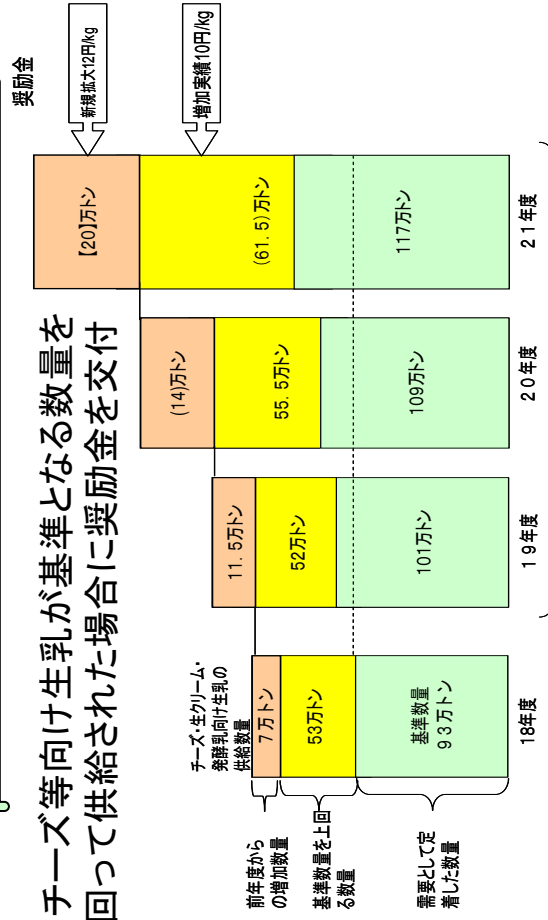 チーズ等向け生乳が基準となる数量を
回って供給された場合に奨励金を交付
奨励金
新規拡大12円/kg
増加実績10円/kg
チーズ・生クリーム・
発酵乳向け生乳の
供給数量
前年度から
の増加数量
基準数量を上回
る数量
需要として定
着した数量
7万トン
53万トン
基準数量
93万トン
18年度
11.5万トン
52万トン
101万トン
19年度
(14)万トン
55.5万トン
109万トン
20年度
【20】万トン
(61.5)万トン
117万トン
21年度